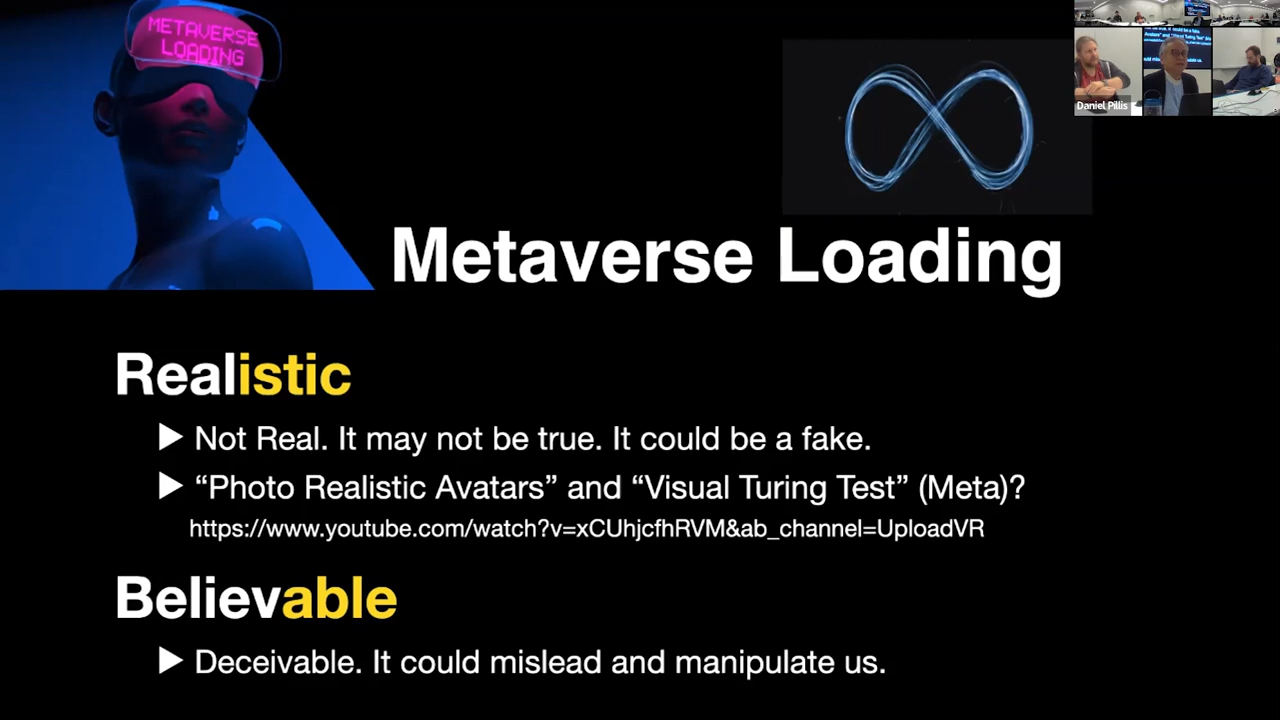 METAVERSE
LOADING
Daniel Pillis
Metaverse Loading
Realistic
▶ Not Real. It may not be true. It could be a fake.
▶ “Photo Realistic Avatars” and “Visual Turing Test” (Meta)?
https://www.youtube.com/watch?v=xCUhjcfhRVM&ab_channel=UploadVR
Believable
▶ Deceivable. It could mislead and manipulate us.